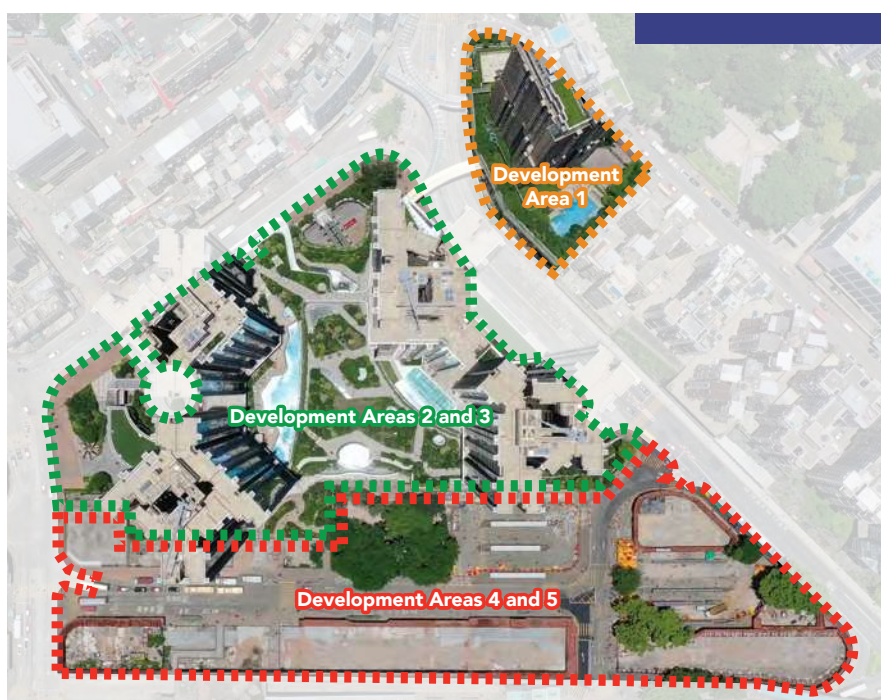 Development
Area 1
Development Areas 2 and 3
Development Areas 4 and 5